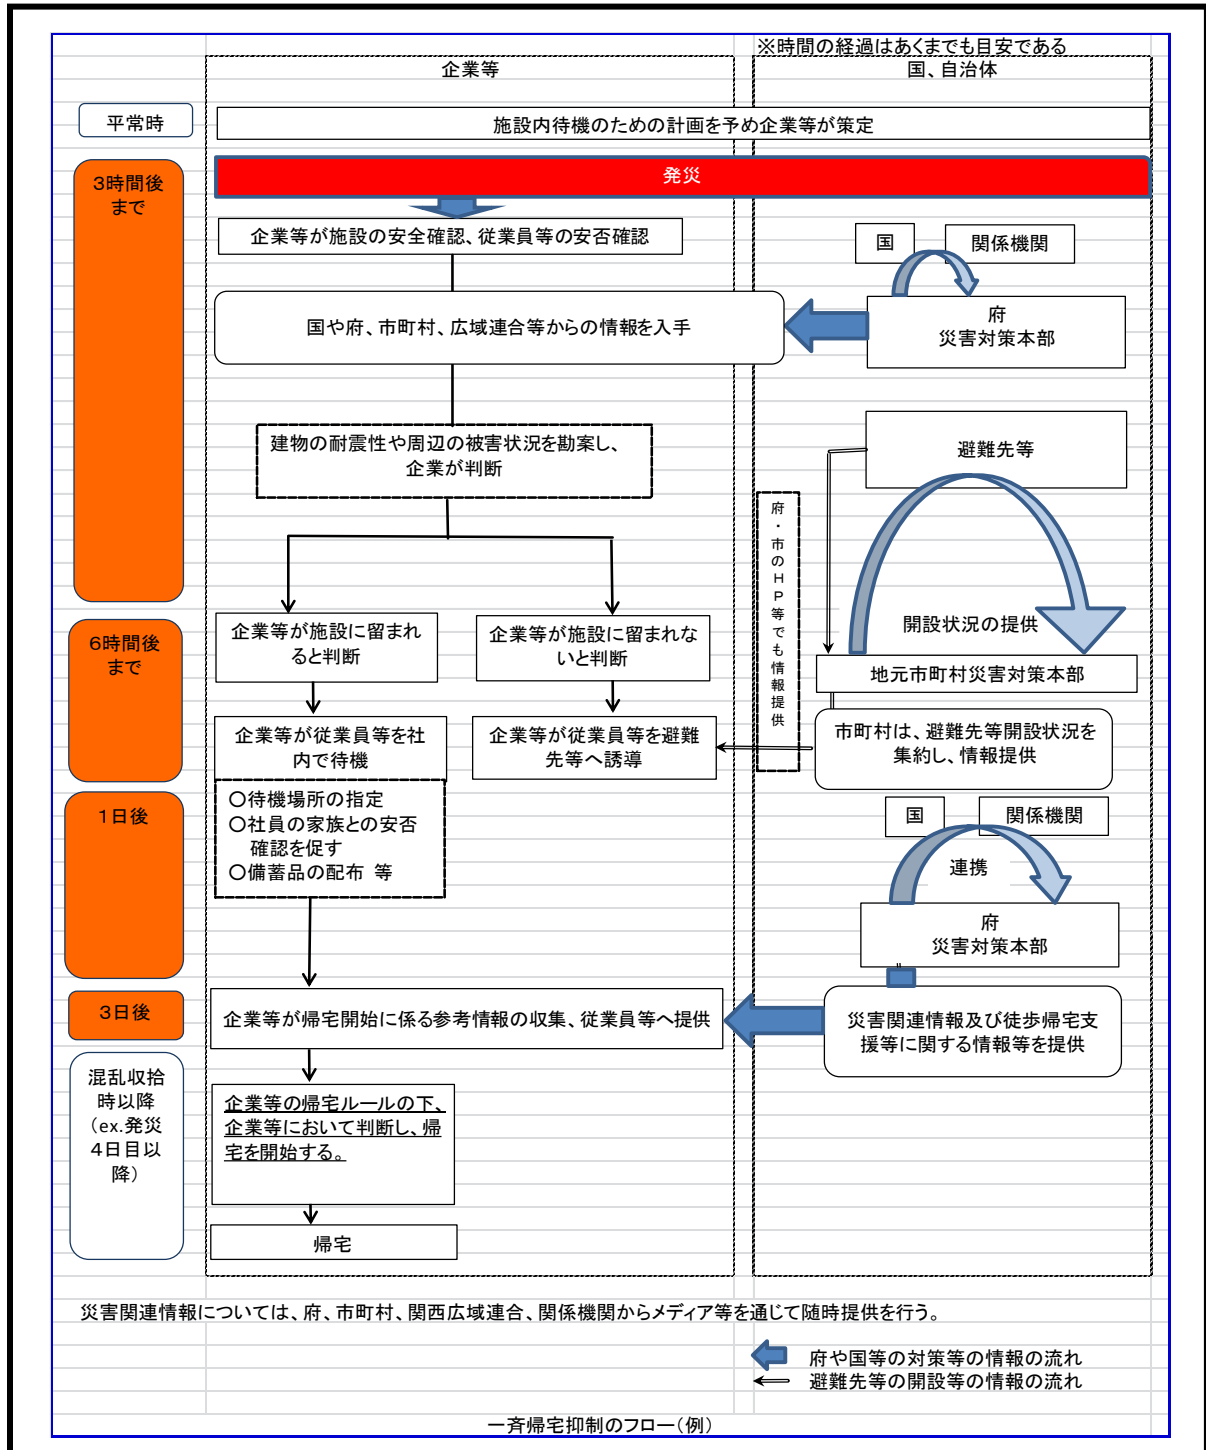 ※時間の経過はあくまでも目安である
企業等
国、自治体
平常時
施設内待機のための計画を予め企業等が策定
3時間後
まで
発災
企業等が施設の安全確認、従業員等の安否確認
国
関係機関
国や府、市町村、広域連合等からの情報を入手
府
災害対策本部
建物の耐震性や周辺の被害状況を勘案し、
企業が判断
避難先等
府・市のHP等でも情報提供
開設状況の提供
6時間後
まで
企業等が施設に留まれ
ると判断
企業等が施設に留まれな
いと判断
地元市町村災害対策本部
企業等が従業員等を社
内で待機
企業等が従業員等を避難
先等へ誘導
市町村は、避難先等開設状況を
集約し、情報提供
1日後
○待機場所の指定
○社員の家族との安否
確認を促す
○備蓄品の配布 等
国
関係機関
連携
府
災害対策本部
3日後
企業等が帰宅開始に係る参考情報の収集、従業員等へ提供
災害関連情報及び徒歩帰宅支
援等に関する情報等を提供
混乱収拾
時以降
(ex.発災
4日目以
降)
企業等の帰宅ルールの下、
企業等において判断し、帰
宅を開始する。
帰宅
災害関連情報については、府、市町村、関西広域連合、関係機関からメディア等を通じて随時提供を行う。
府や国等の対策等の情報の流れ
避難先等の開設等の情報の流れ
一斉帰宅抑制のフロー(例)